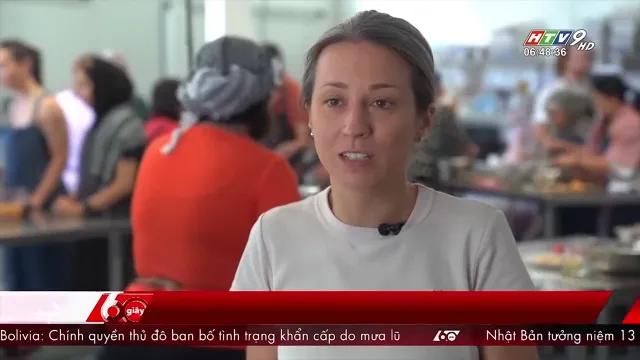 HTV9 HD
06:48:36
60 giây
Bolivia: Chính quyền thủ đô ban bố tình trạng khẩn cấp do mưa lũ 60 Nhật Bản tưởng niệm 13